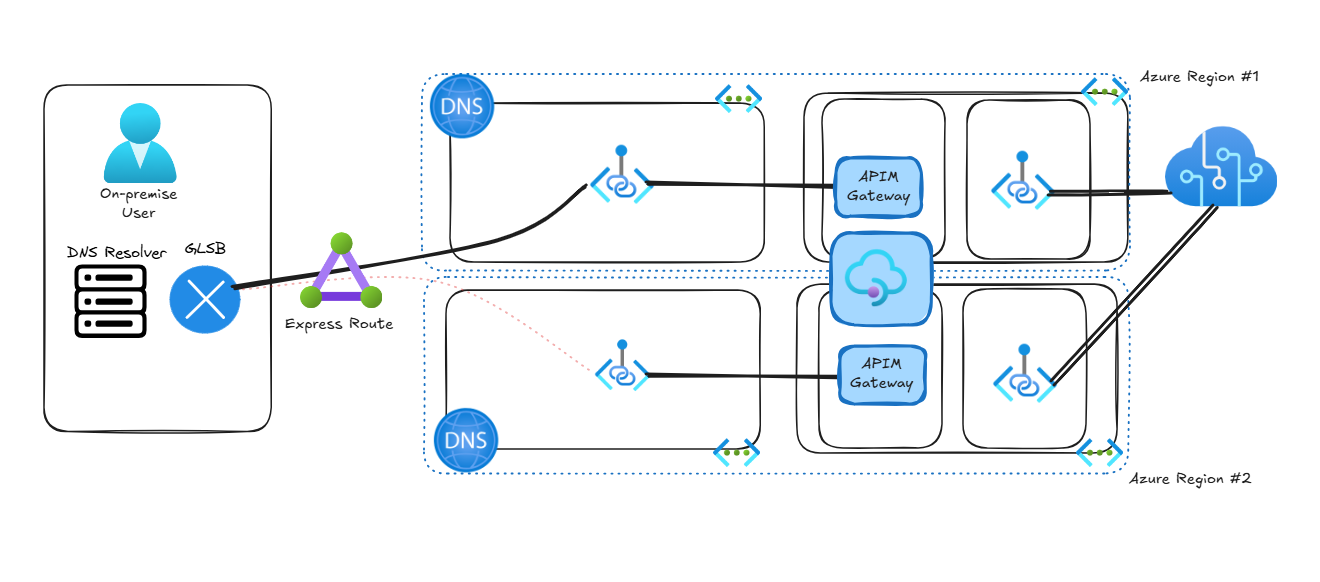 Azure Region #1
DNS
APIM
Gateway
On-premise
User
DNS Resolver
GLSB
Express Route
APIM
Gateway
DNS
Azure Region #2